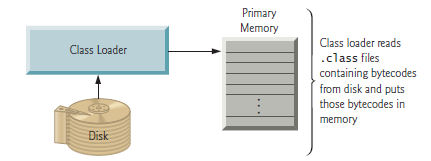 Primary
Memory
Class Loader
Disk
Class loader reads
.class files
containing bytecodes
from disk and puts
those bytecodes in
memory